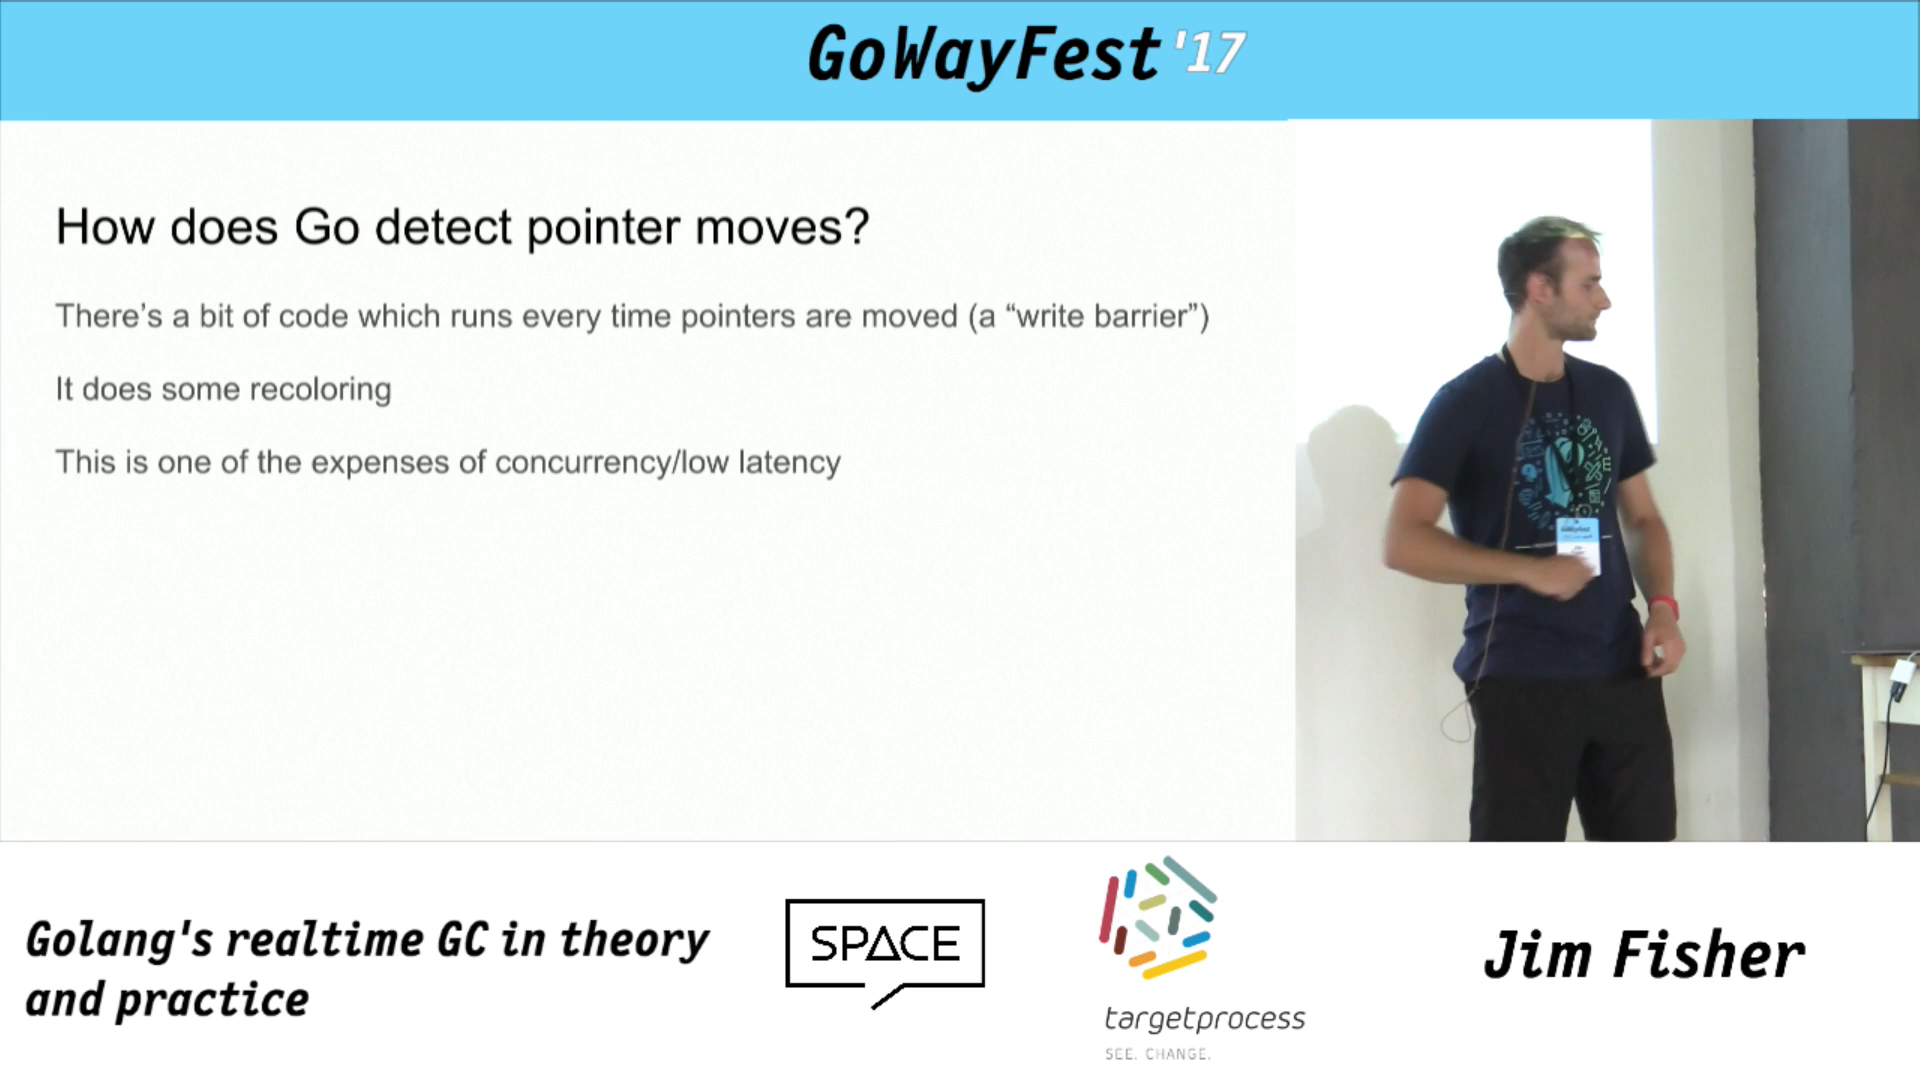 GoWayFest '17
How does Go detect pointer moves?
There’s a bit of code which runs every time pointers are moved (a “write barrier”)
It does some recoloring
This is one of the expenses of concurrency/low latency
Golang's realtime GC in theory
and practice
SPACE
targetprocess
SEE. CHANGE.
Jim Fisher